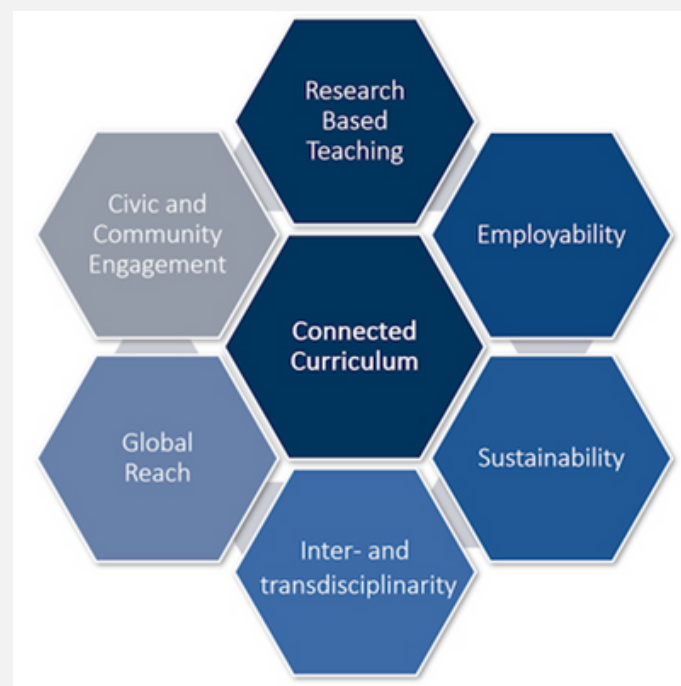 Research
Based
Teaching
Civic and
Community
Engagement
Employability
Connected
Curriculum
Global
Reach
Sustainability
Inter- and
transdisciplinarity